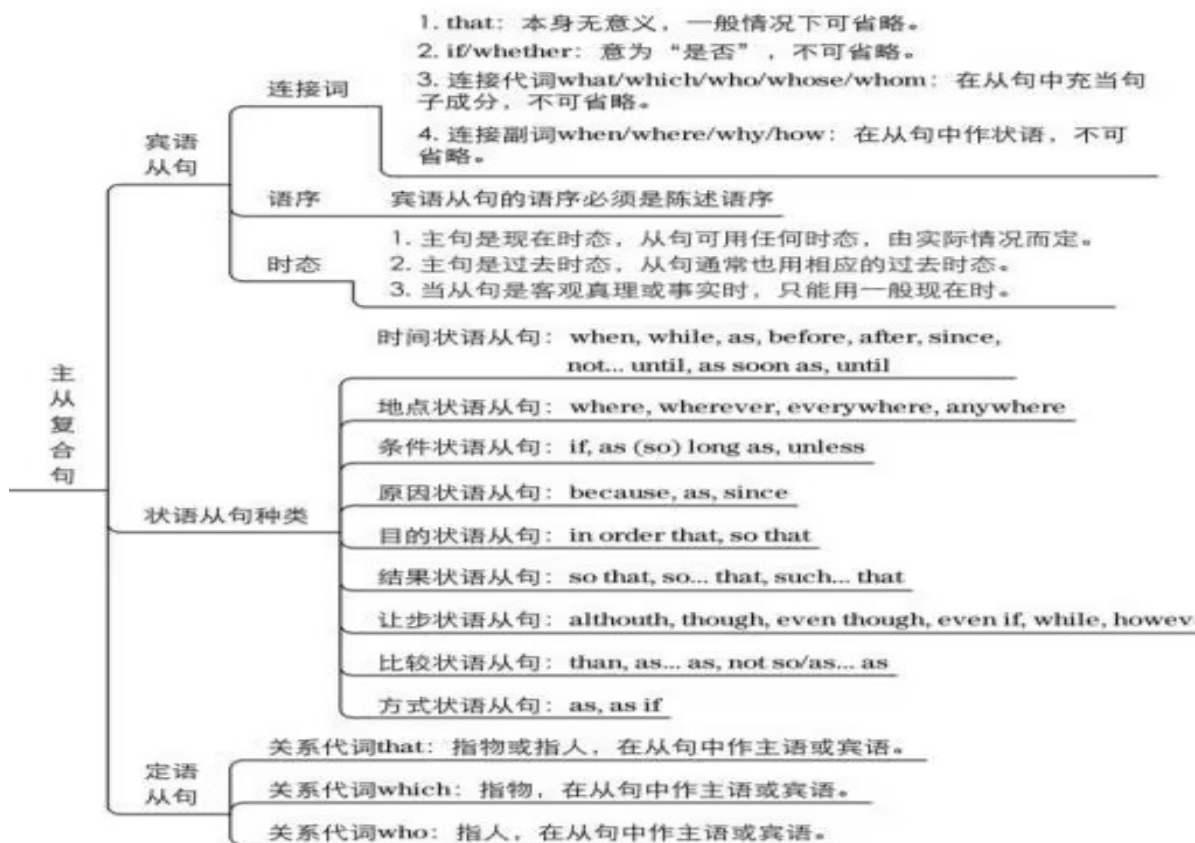 主从复合句
宾语
从句
连接词
1. that：本身无意义，一般情况下可省略。
2. if/whether：意为“是否”，不可省略。
3. 连接代词what/which/who/whose/whom：在从句中充当句
子成分，不可省略。
4. 连接副词when/where/why/how：在从句中作状语，不可
省略。
语序
宾语从句的语序必须是陈述语序
时态
1. 主句是现在时态，从句可用任何时态，由实际情况而定。
2. 主句是过去时态，从句通常也用相应的过去时态。
3. 当从句是客观真理或事实时，只能用一般现在时。
状语从句种类
时间状语从句：when, while, as, before, after, since,
not... until, as soon as, until
地点状语从句：where, wherever, everywhere, anywhere
条件状语从句：if, as (so) long as, unless
原因状语从句：because, as, since
目的状语从句：in order that, so that
结果状语从句：so that, so... that, such... that
让步状语从句：althouth, though, even though, even if, while, howev
比较状语从句：than, as... as, not so/as... as
方式状语从句：as, as if
定语
从句
关系代词that：指物或指人，在从句中作主语或宾语。
关系代词which：指物，在从句中作主语或宾语。
关系代词who：指人，在从句中作主语或宾语。